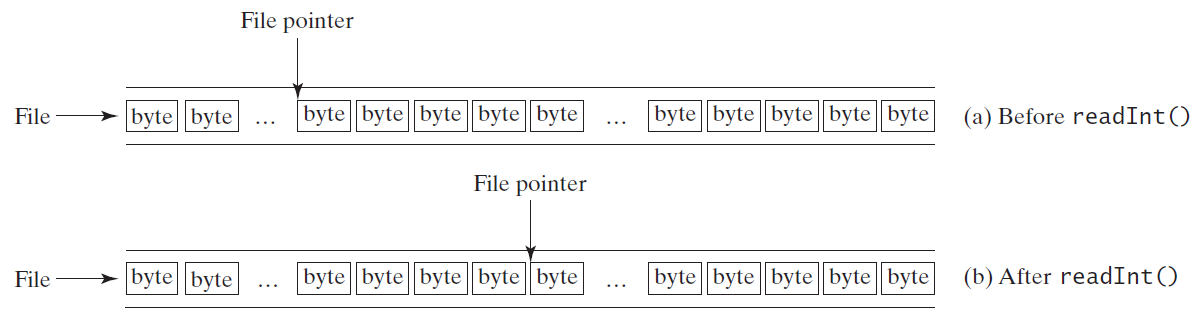 File pointer
File byte byte ... byte byte byte byte byte ... byte byte byte byte byte (a) Before readInt()
File pointer
File byte byte ... byte byte byte byte byte ... byte byte byte byte byte (b) After readInt()